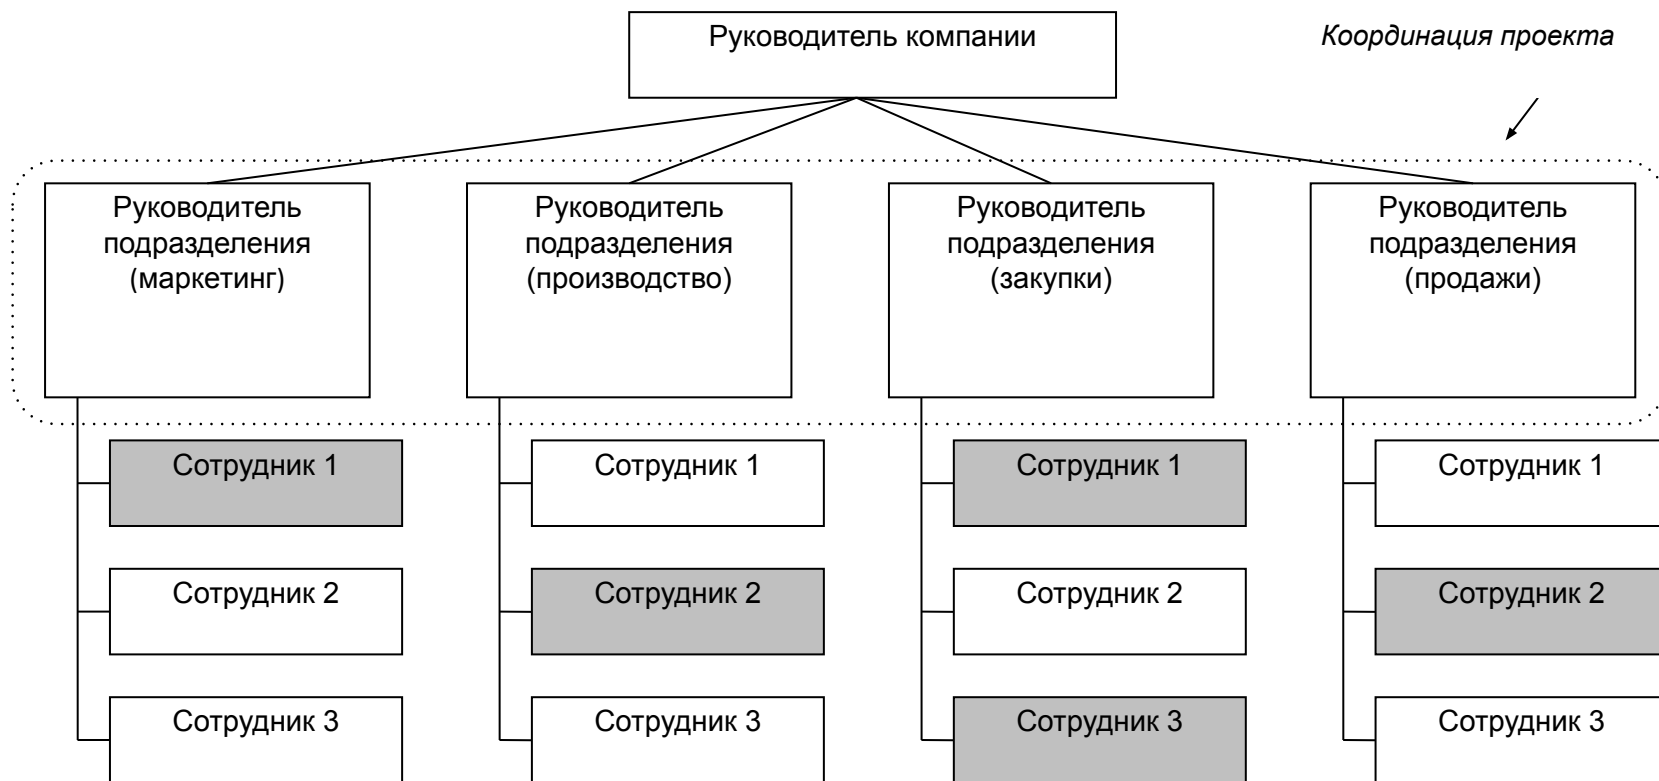 Руководитель компании
Координация проекта
Руководитель
подразделения
(маркетинг)
Руководитель
подразделения
(производство)
Руководитель
подразделения
(закупки)
Руководитель
подразделения
(продажи)
Сотрудник 1
Сотрудник 1
Сотрудник 1
Сотрудник 1
Сотрудник 2
Сотрудник 2
Сотрудник 2
Сотрудник 2
Сотрудник 3
Сотрудник 3
Сотрудник 3
Сотрудник 3